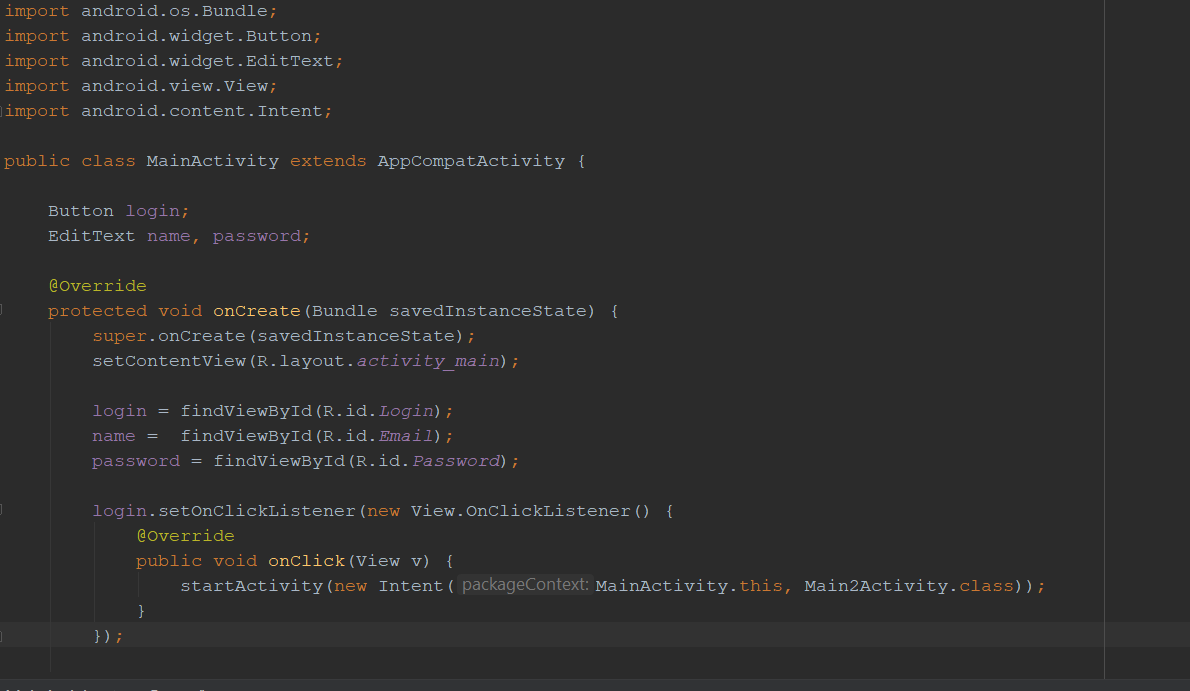 import android.os.Bundle;
import android.widget.Button;
import android.widget.EditText;
import android.view.View;
import android.content.Intent;
public class MainActivity extends AppCompatActivity {
Button login;
EditText name, password;
@Override
protected void onCreate(Bundle savedInstanceState) {
super.onCreate(savedInstanceState);
setContentView(R.layout.activity_main);
login = findViewById(R.id.Login);
name =  findViewById(R.id.Email);
password = findViewById(R.id.Password);
login.setOnClickListener(new View.OnClickListener() {
@Override
public void onClick(View v) {
startActivity(new Intent( packageContext: MainActivity.this, Main2Activity.class));
}
});